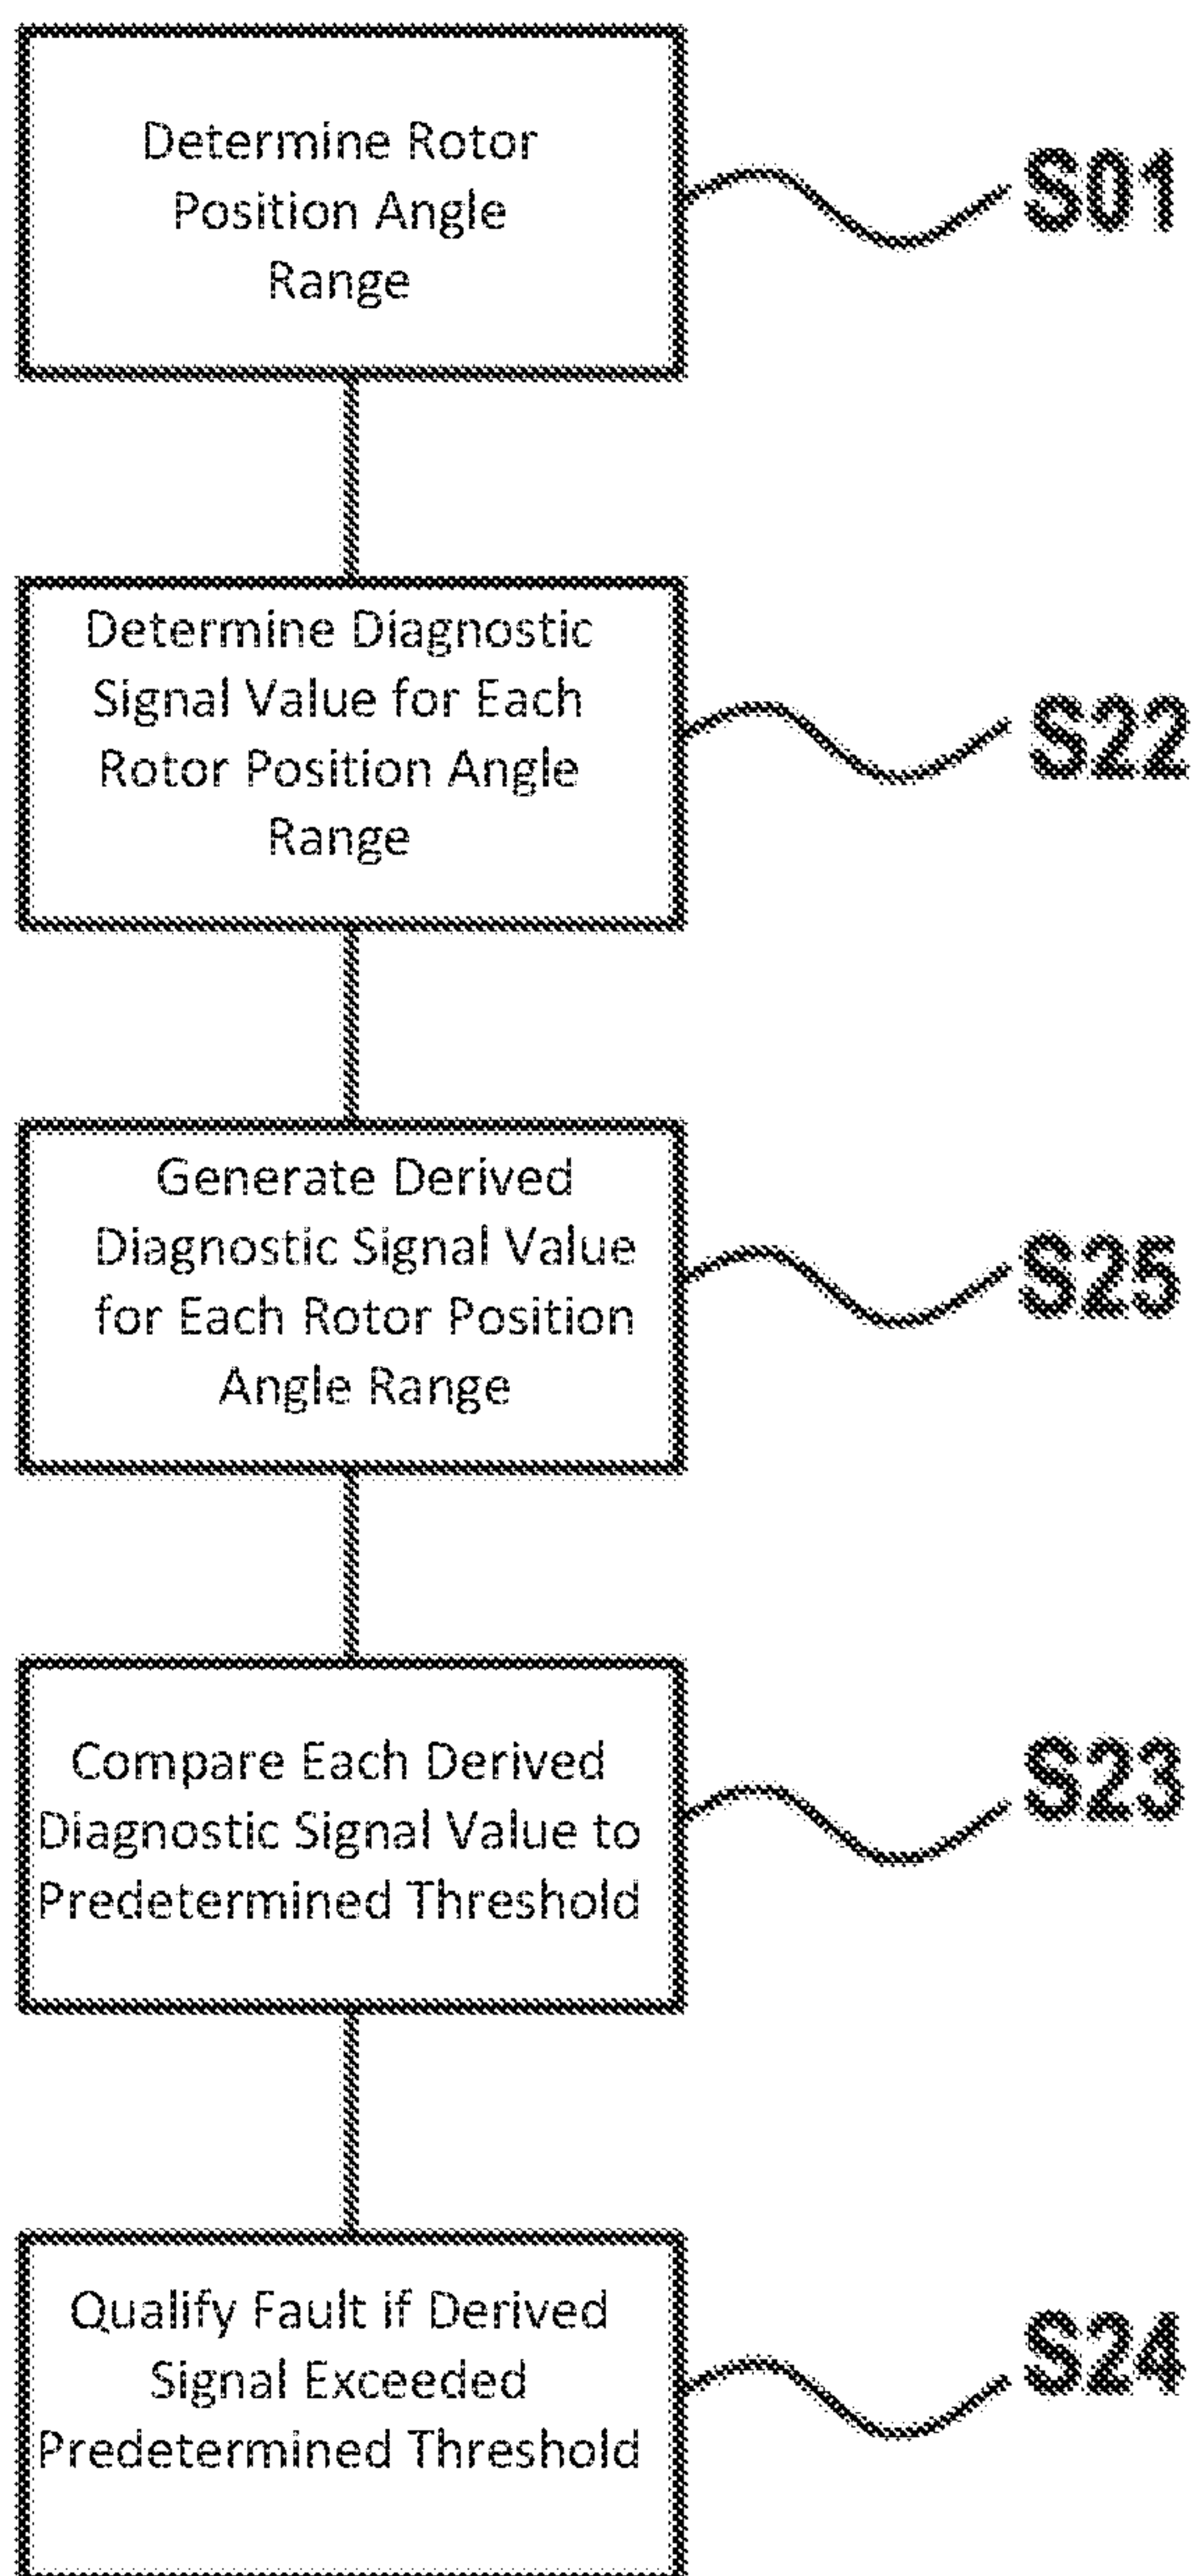 Determine Rotor
Position Angle
Range
S01
Determine Diagnostic
Signal Value for Each
Rotor Position Angle
Range
S22
Generate Derived
Diagnostic Signal Value
for Each Rotor Position
Angle Range
S25
Compare Each Derived
Diagnostic Signal Value to
Predetermined Threshold
S23
Qualify Fault if Derived
Signal Exceeded
Predetermined Threshold
S24